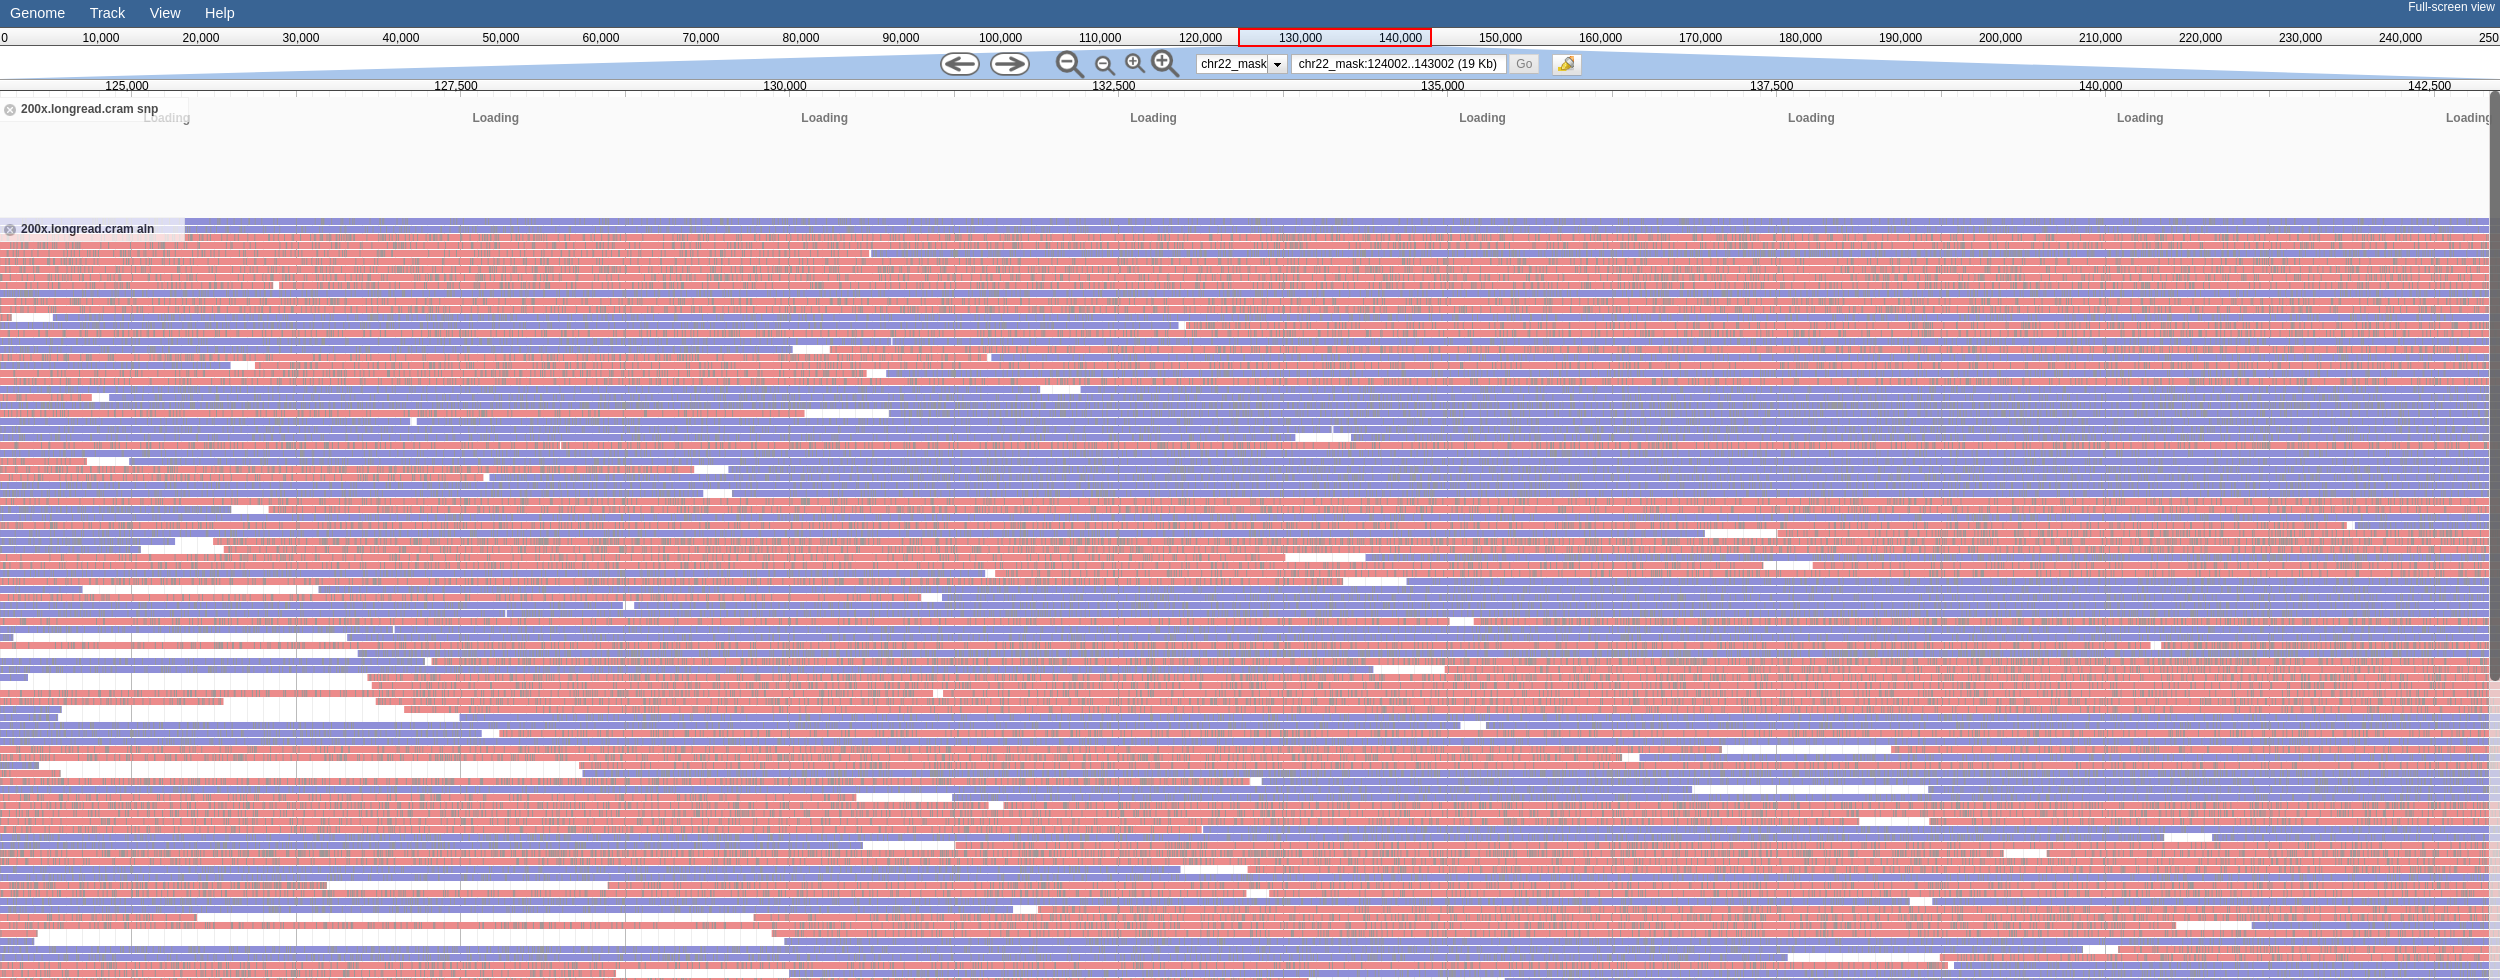 Genome Track View Help Full-screen view
0 10,000 20,000 30,000 40,000 50,000 60,000 70,000 80,000 90,000 100,000 110,000 120,000 130,000 140,000 150,000 160,000 170,000 180,000 190,000 200,000 210,000 220,000 230,000 240,000 250
chr22_mask chr22_mask:124002..143002 (19 Kb) Go
125,000 127,500 130,000 132,500 135,000 137,500 140,000 142,500
200x.longread.cram snp
Loading Loading Loading Loading Loading Loading Loading Loading
200x.longread.cram aln